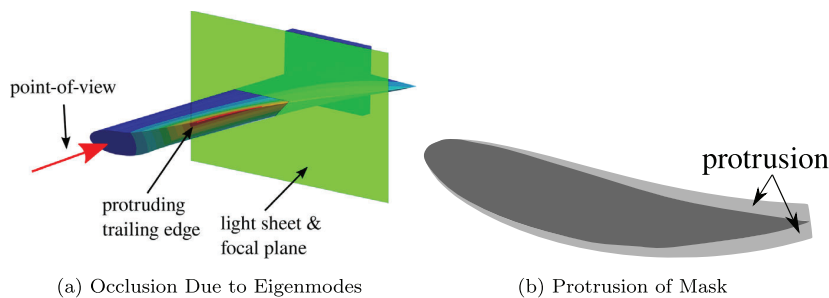 point-of-view
protruding
trailing edge
light sheet &
focal plane
protrusion
(a) Occlusion Due to Eigenmodes
(b) Protrusion of Mask